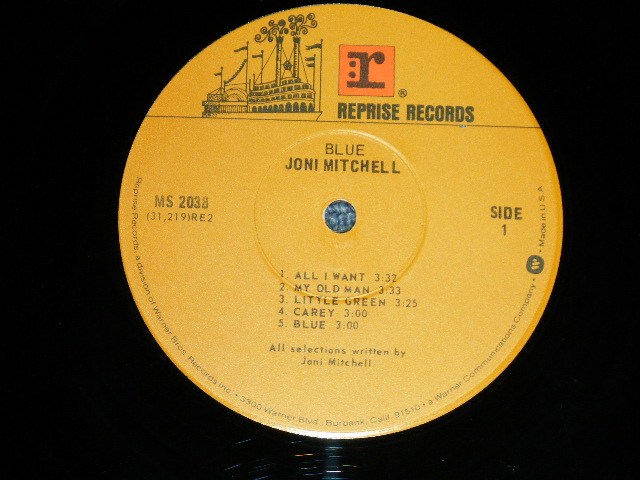 :r
®
REPRISE RECORDS
BLUE
JONI MITCHELL
MS 2038
(31,219)RE2
SIDE
1
1. ALL I WANT 3:32
2. MY OLD MAN 3:33
3. LITTLE GREEN 3:25
4. CAREY 3:00
5. BLUE 3:00
All selections written by
Joni Mitchell
Reprise Records, a division of Warner Bros. Records Inc. • 3300 Warner Blvd., Burbank, Calif. 91510 • a Warner Communications Company • W • Made in U.S.A.